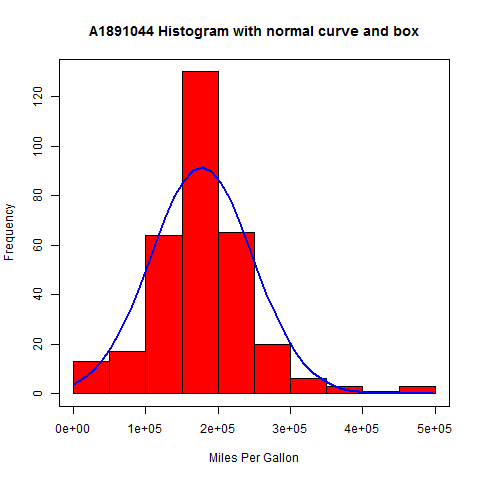 A1891044 Histogram with normal curve and box
Frequency
120
100
80
60
40
20
0
0e+00 1e+05 2e+05 3e+05 4e+05 5e+05
Miles Per Gallon